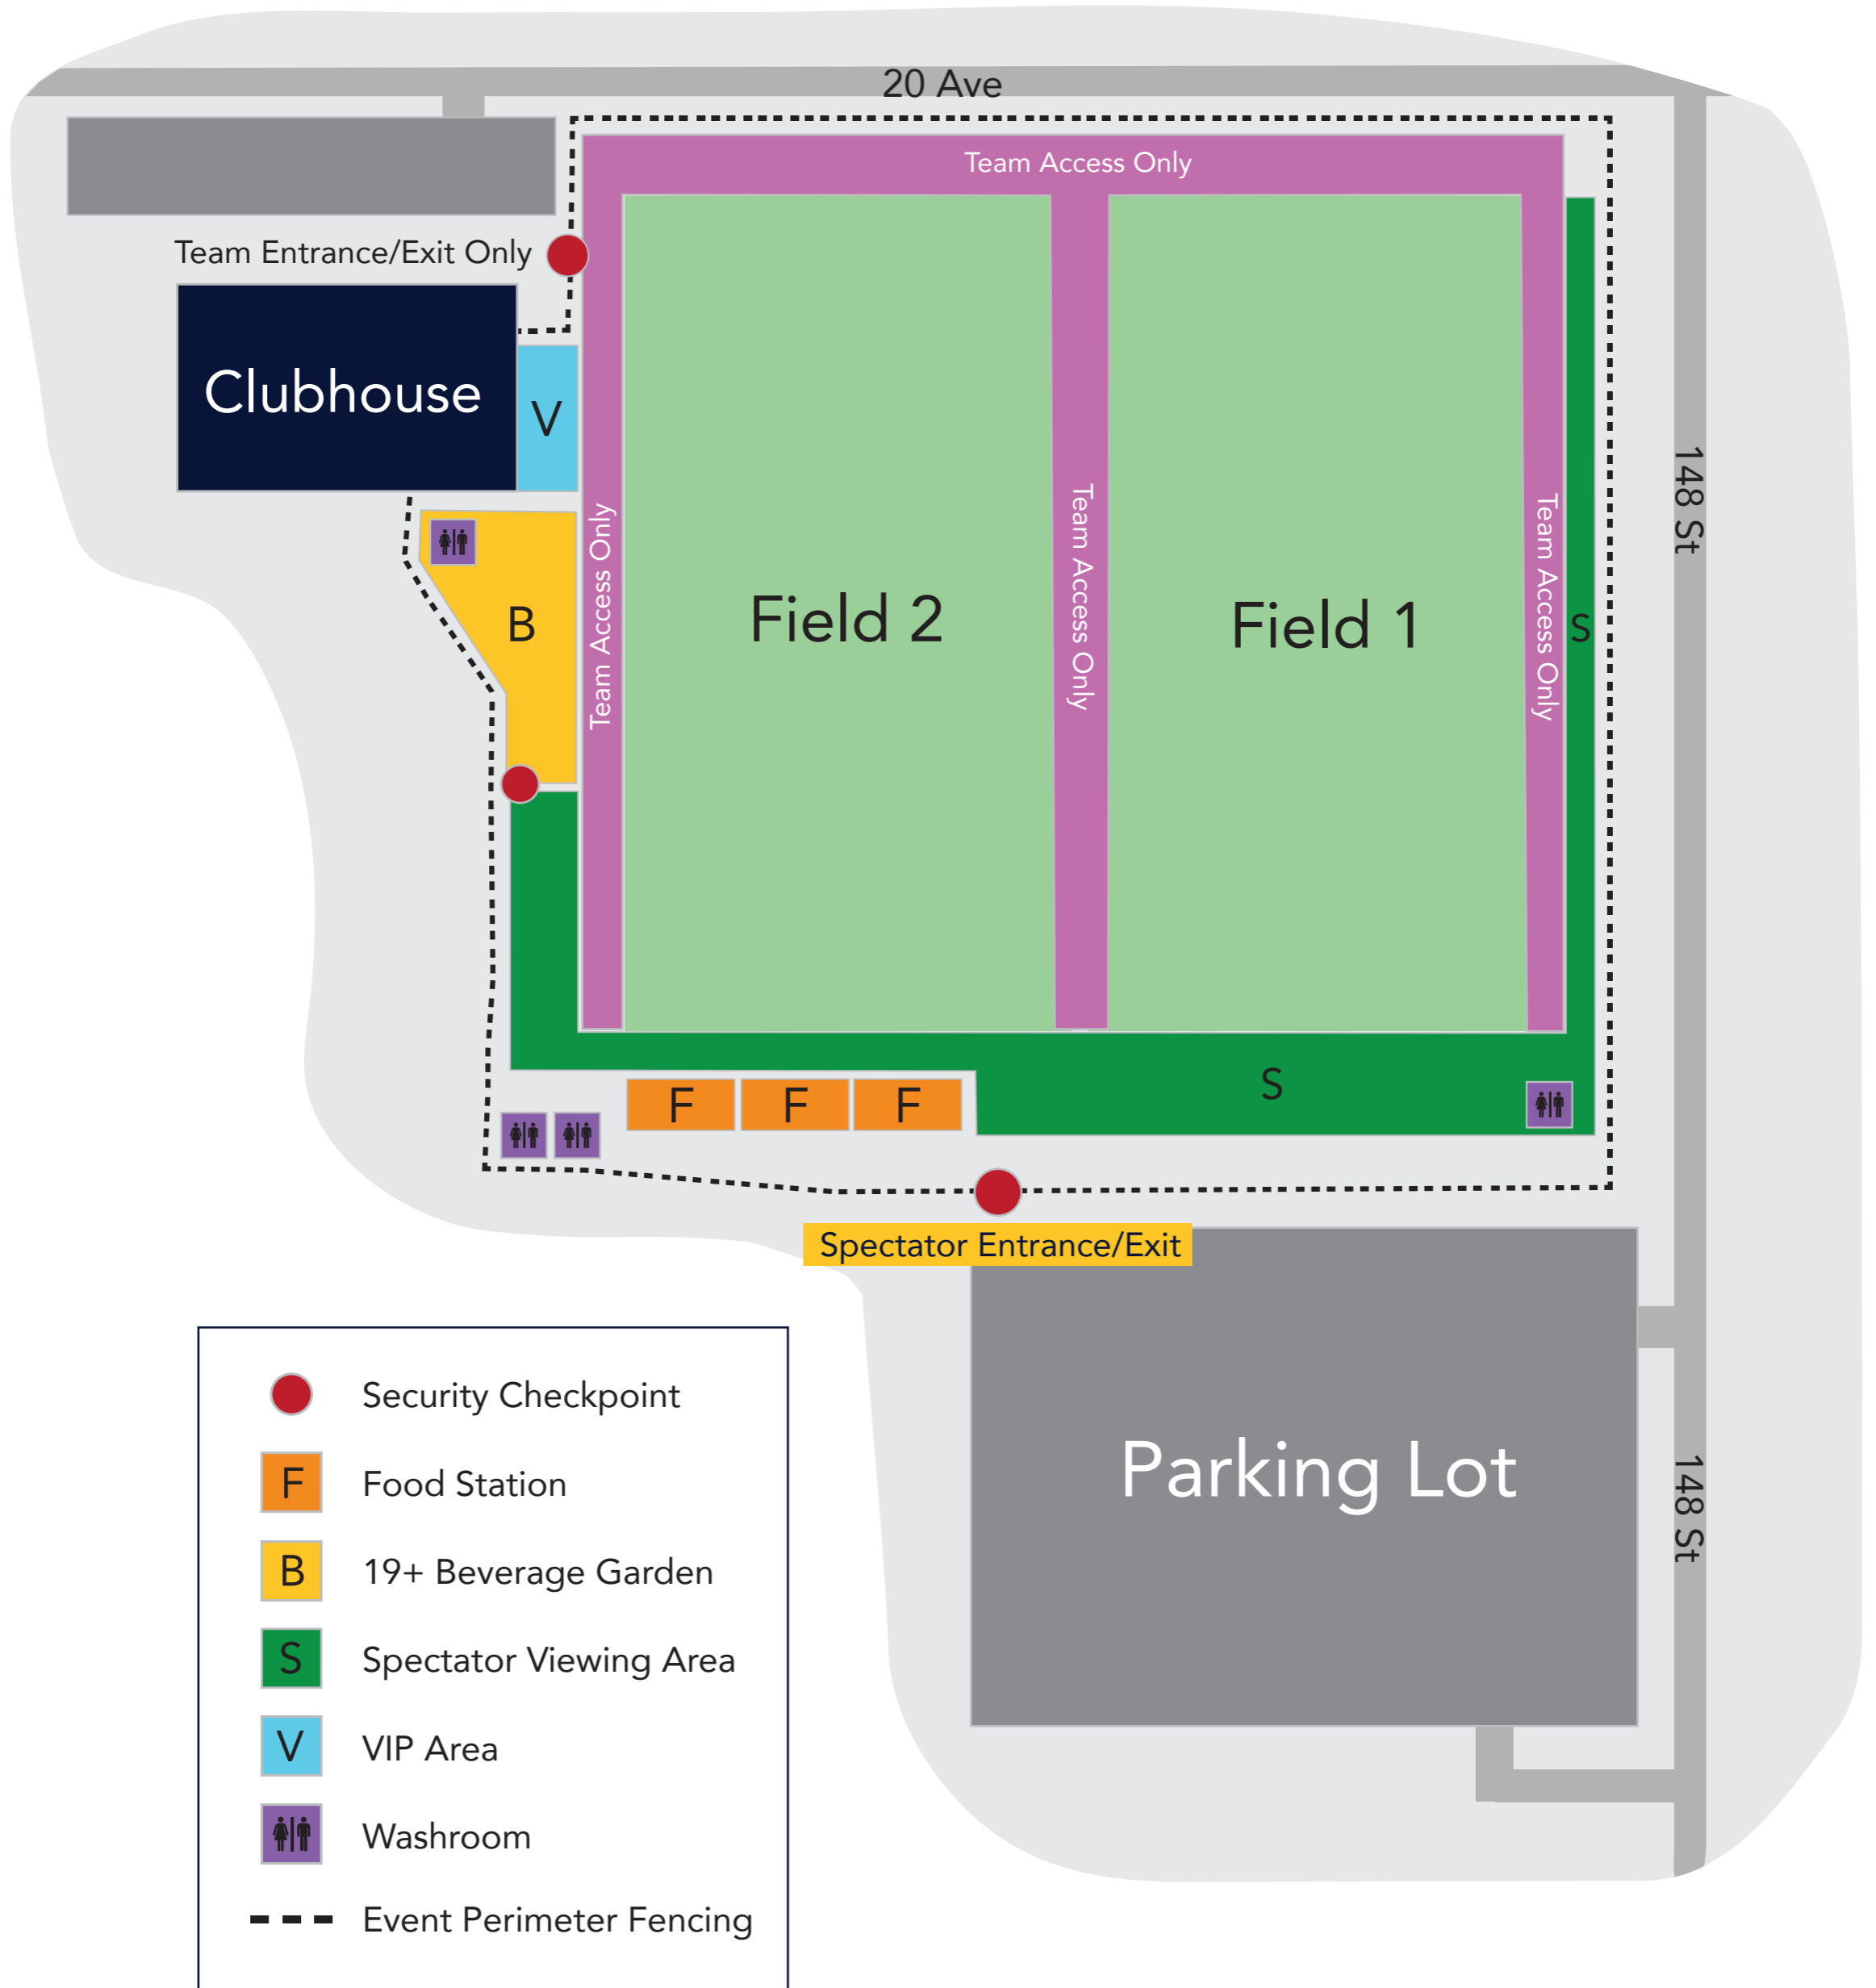 20 Ave
Team Access Only
Team Entrance/Exit Only
Clubhouse
V
148 St
Team Access Only
Team Access Only
Team Access Only
B
Field 2
Field 1
S
S
F
F
F
Spectator Entrance/Exit
Parking Lot
148 St
Security Checkpoint
F
Food Station
B
19+ Beverage Garden
S
Spectator Viewing Area
V
VIP Area
Washroom
Event Perimeter Fencing